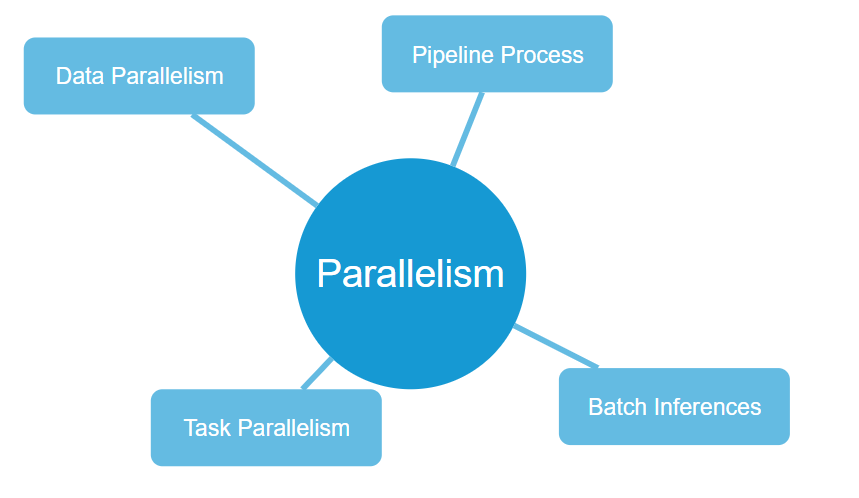 Pipeline Process
Data Parallelism
Parallelism
Batch Inferences
Task Parallelism